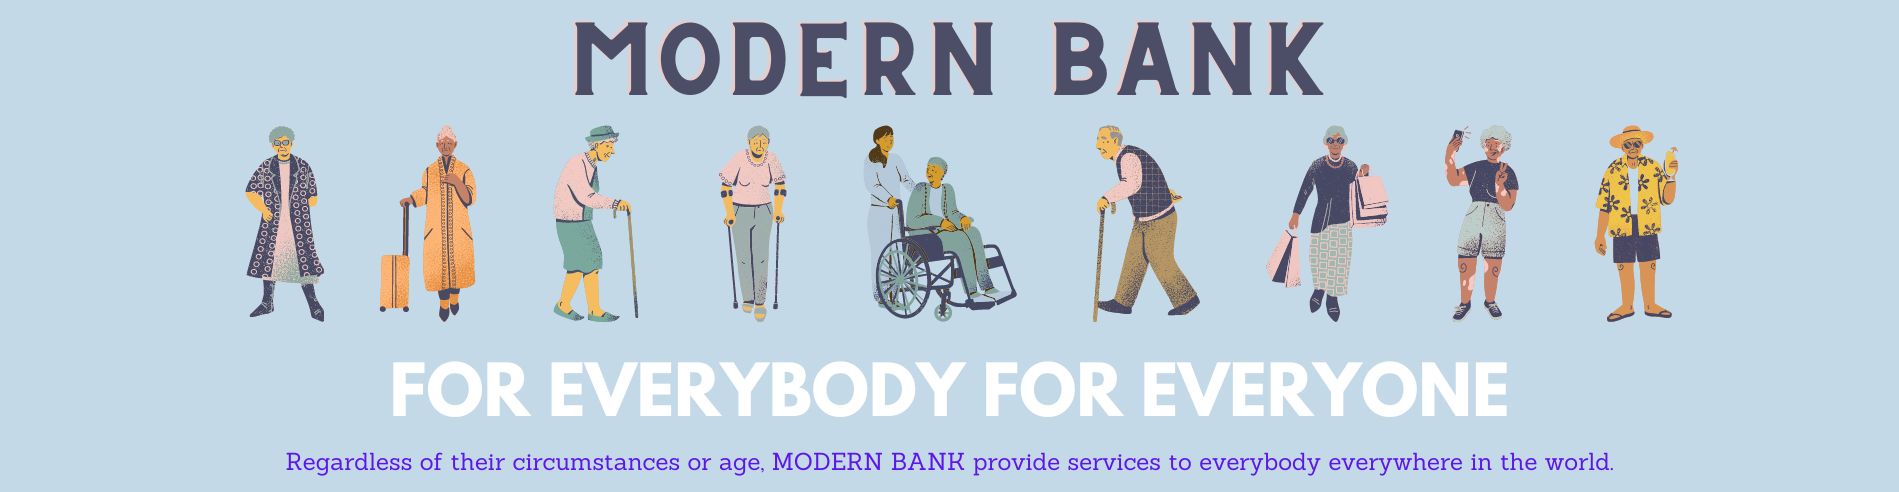 MODERN BANK
FOR EVERYBODY FOR EVERYONE
Regardless of their circumstances or age, MODERN BANK provide services to everybody everywhere in the world.